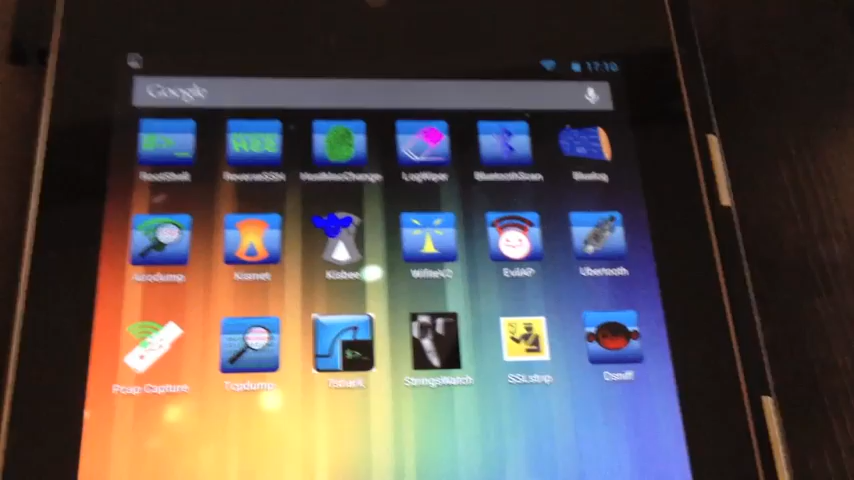 17:10
Google
RootShell ReverseSSH HostMacChange LogWiper BluetoothScan Bluelog
Airodump Kismet Kisbee WifiteV2 EvilAP Ubertooth
Pcap Capture Tcpdump Tshark StringsWatch SSLstrip Dsniff